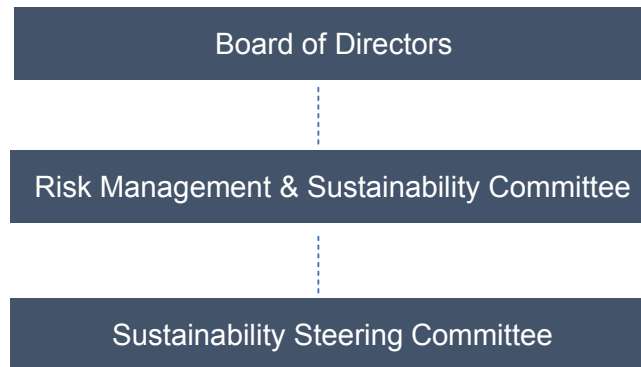 Board of Directors
Risk Management & Sustainability Committee
Sustainability Steering Committee